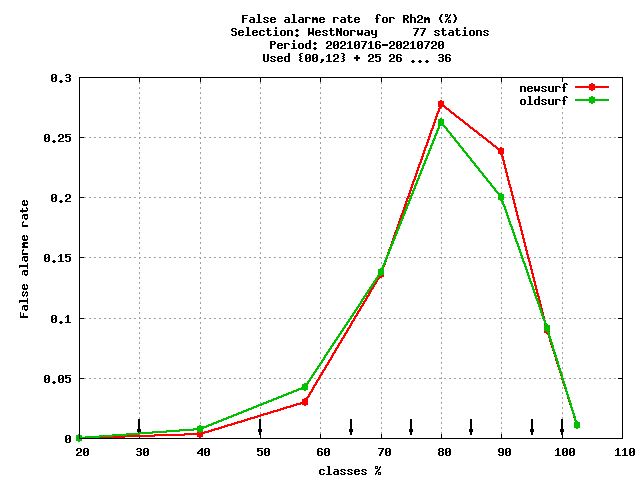 False alarme rate  for Rh2m (%)
Selection: WestNorway     77 stations
Period: 20210716-20210720
Used {00,12} + 25 26 ... 36
newsurf
oldsurf
0.3
0.25
0.2
0.15
0.1
0.05
0
False alarme rate
20 30 40 50 60 70 80 90 100 110
classes %